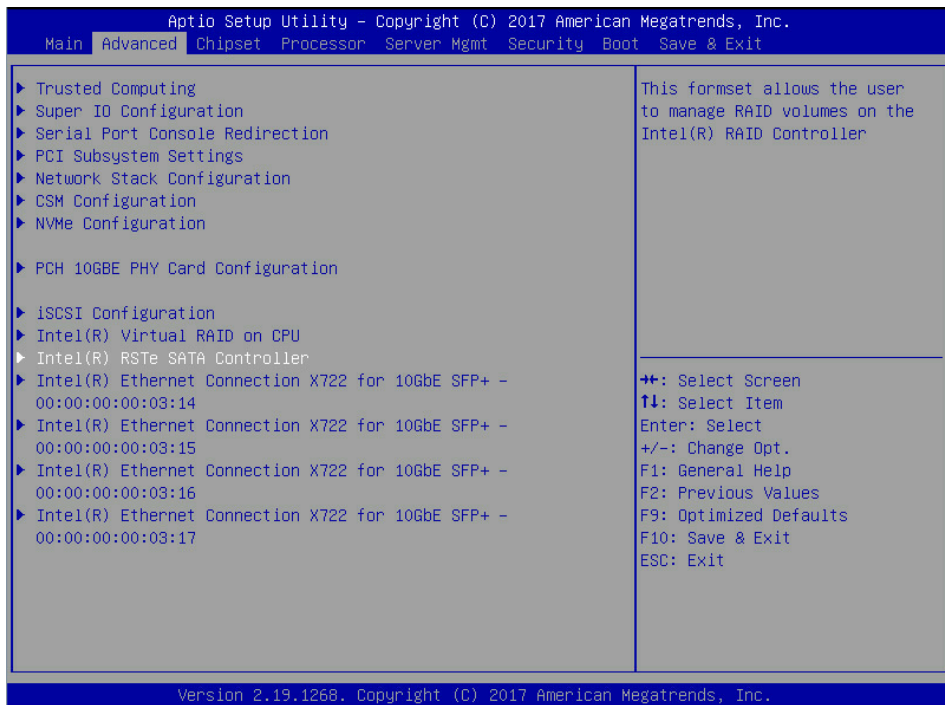 Aptio Setup Utility – Copyright (C) 2017 American Megatrends, Inc.
Main Advanced Chipset Processor Server Mgmt Security Boot Save & Exit
▶ Trusted Computing
▶ Super IO Configuration
▶ Serial Port Console Redirection
▶ PCI Subsystem Settings
▶ Network Stack Configuration
▶ CSM Configuration
▶ NVMe Configuration
▶ PCH 10GBE PHY Card Configuration
▶ iSCSI Configuration
▶ Intel(R) Virtual RAID on CPU
▶ Intel(R) RSTe SATA Controller
▶ Intel(R) Ethernet Connection X722 for 10GbE SFP+ –
00:00:00:00:03:14
▶ Intel(R) Ethernet Connection X722 for 10GbE SFP+ –
00:00:00:00:03:15
▶ Intel(R) Ethernet Connection X722 for 10GbE SFP+ –
00:00:00:00:03:16
▶ Intel(R) Ethernet Connection X722 for 10GbE SFP+ –
00:00:00:00:03:17
This formset allows the user
to manage RAID volumes on the
Intel(R) RAID Controller
→←: Select Screen
↑↓: Select Item
Enter: Select
+/-: Change Opt.
F1: General Help
F2: Previous Values
F9: Optimized Defaults
F10: Save & Exit
ESC: Exit
Version 2.19.1268. Copyright (C) 2017 American Megatrends, Inc.